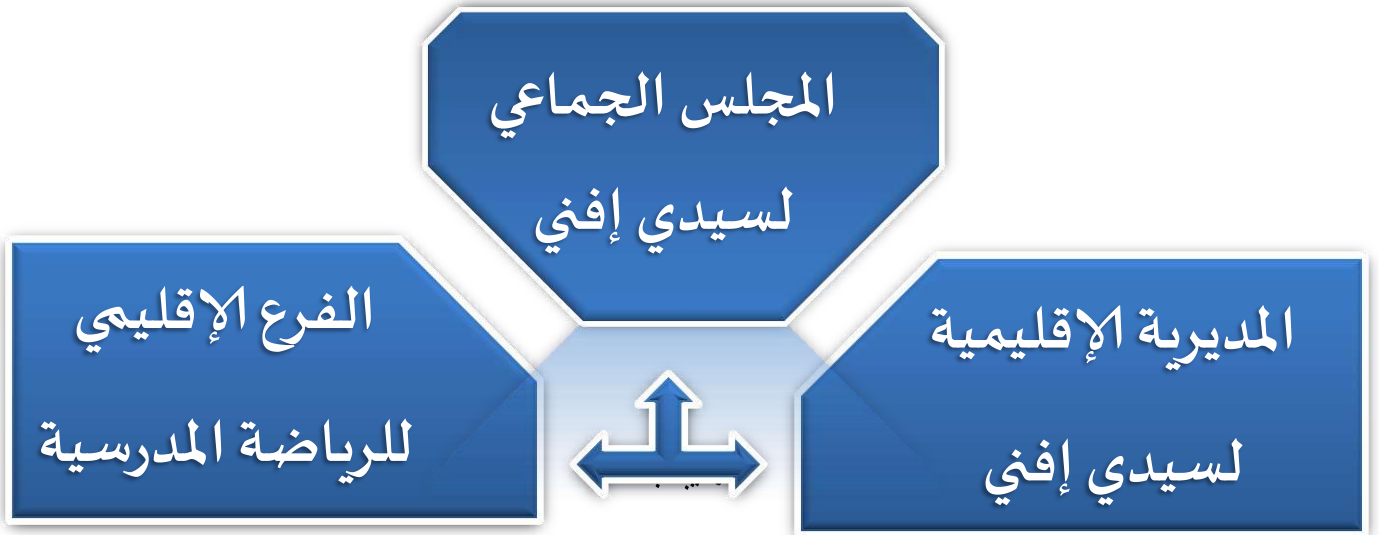 المجلس الجماعي
لسيدي إفني
المديرية الإقليمية
لسيدي إفني
الفرع الإقليمي
للرياضة المدرسية